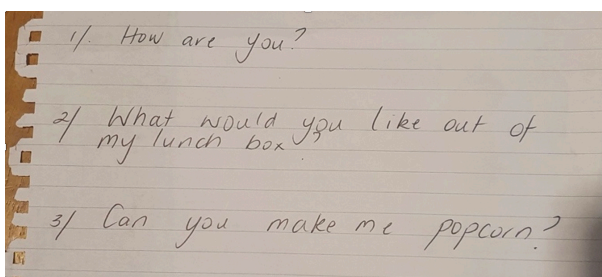 1/. How are you?
2/ What would you like out of
my lunch box?
3/ Can you make me popcorn?